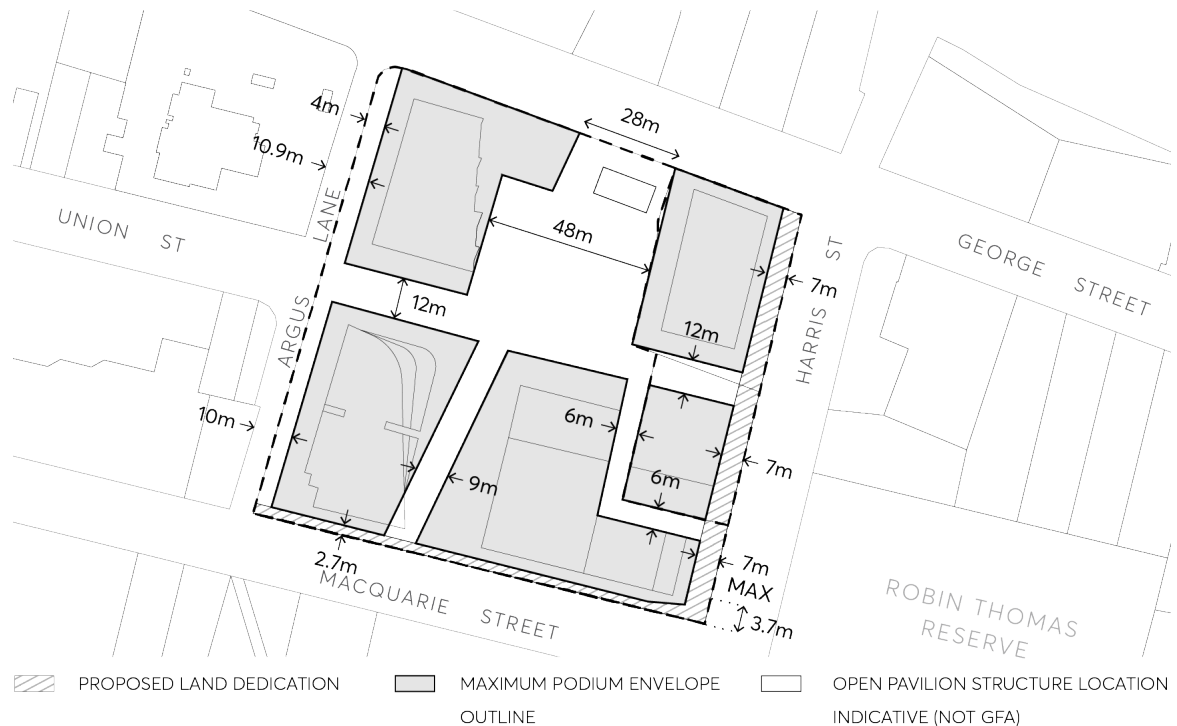 28m
4m
10.9m
UNION ST
ARGUS LANE
48m
12m
GEORGE STREET
HARRIS ST
7m
12m
10m
6m
6m
7m
9m
2.7m
7m
MAX
3.7m
MACQUARIE STREET
ROBIN THOMAS
RESERVE
PROPOSED LAND DEDICATION
MAXIMUM PODIUM ENVELOPE
OUTLINE
OPEN PAVILION STRUCTURE LOCATION
INDICATIVE (NOT GFA)